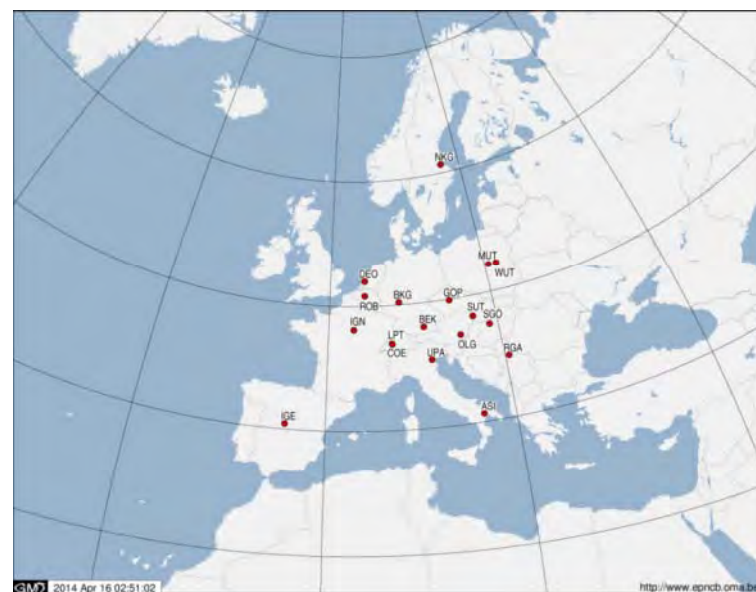 NKG
MUT
WUT
DEO
ROB
BKG
GOP
SUT
SGO
IGN
BEK
LPT
COE
OLG
UPA
RGA
IGE
ASI
GMD 2014 Apr 16 02:51:02
http://www.epncb.oma.be